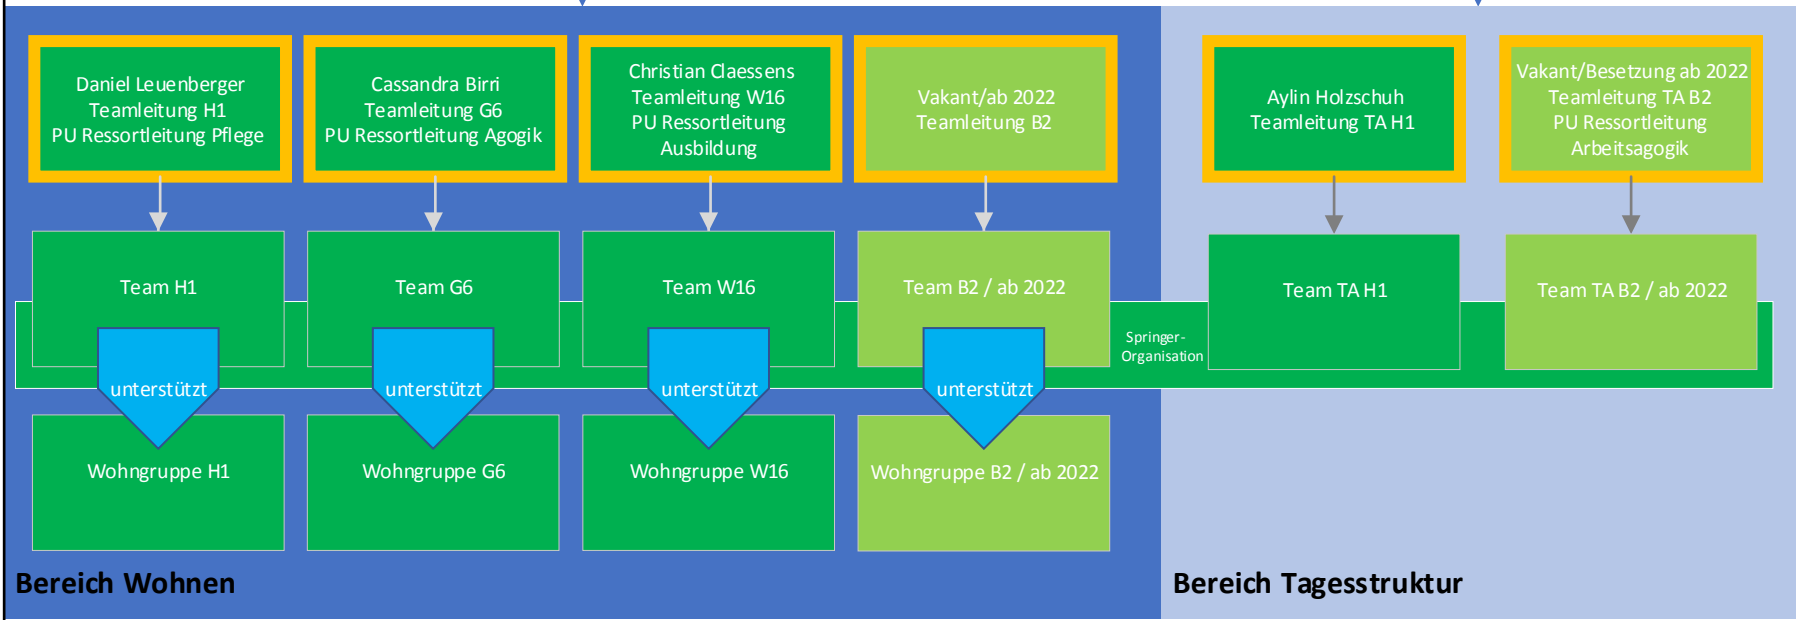 Daniel Leuenberger
Teamleitung H1
PU Ressortleitung Pflege
Cassandra Birri
Teamleitung G6
PU Ressortleitung Agogik
Christian Claessens
Teamleitung W16
PU Ressortleitung
Ausbildung
Vakant/ab 2022
Teamleitung B2
Aylin Holzschuh
Teamleitung TA H1
Vakant/Besetzung ab 2022
Teamleitung TA B2
PU Ressortleitung
Arbeitsagogik
Team H1
Team G6
Team W16
Team B2 / ab 2022
Team TA H1
Team TA B2 / ab 2022
Springer-
Organisation
unterstützt
unterstützt
unterstützt
unterstützt
Wohngruppe H1
Wohngruppe G6
Wohngruppe W16
Wohngruppe B2 / ab 2022
Bereich Wohnen
Bereich Tagesstruktur